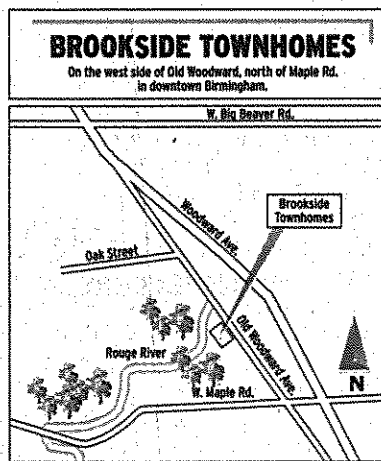 BROOKSIDE TOWNHOMES
On the west side of Old Woodward, north of Maple Rd.
in downtown Birmingham.
W. Big Beaver Rd.
Woodward Ave.
Brookside
Townhomes
Oak Street
Old Woodward Ave.
Rouge River
W. Maple Rd.
N